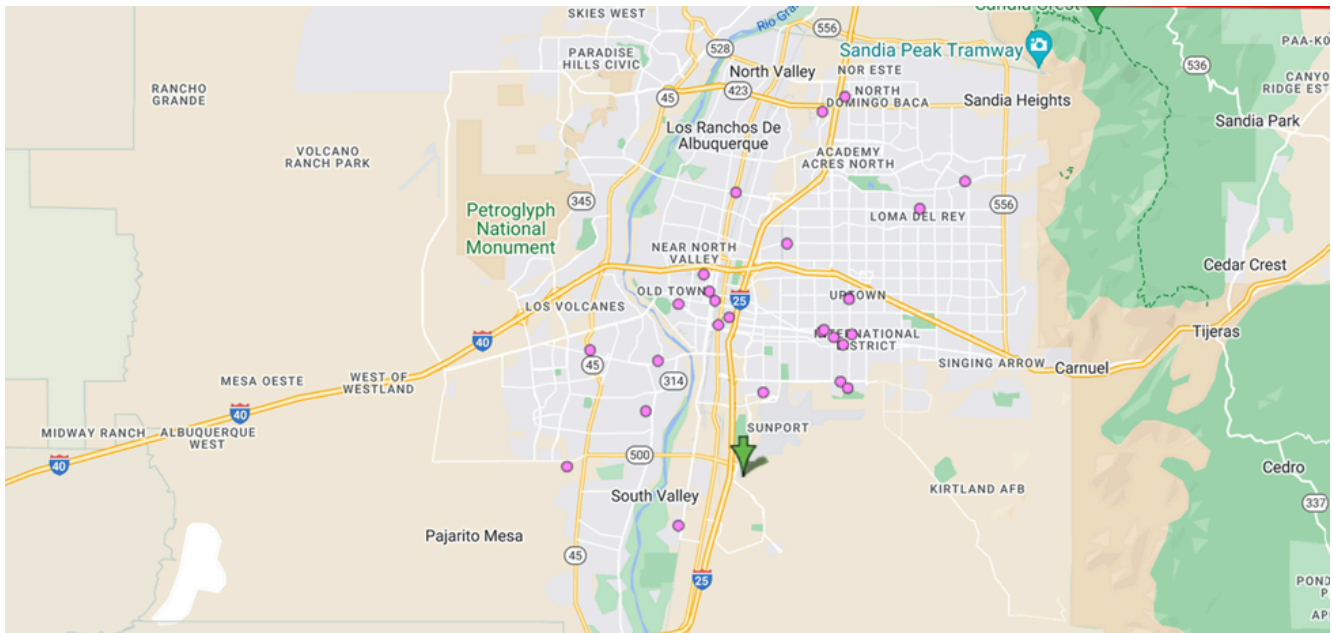 SKIES WEST
Rio Gra
556
Sandia Crest
528
PARADISE
HILLS CIVIC
North Valley
NOR ESTE
Sandia Peak Tramway
PAA-KO
536
RANCHO
GRANDE
45
423
NORTH
DOMINGO BACA
Sandia Heights
CANYO
RIDGE EST
Sandia Park
Los Ranchos De
Albuquerque
VOLCANO
RANCH PARK
ACADEMY
ACRES NORTH
345
Petroglyph
National
Monument
LOMA DEL REY
556
NEAR NORTH
VALLEY
Cedar Crest
OLD TOWN
25
UPTOWN
LOS VOLCANES
Tijeras
40
INTERNATIONAL
DISTRICT
SINGING ARROW
Carnuel
45
314
MESA OESTE
WEST OF
WESTLAND
40
MIDWAY RANCH
ALBUQUERQUE
WEST
SUNPORT
40
500
Cedro
South Valley
KIRTLAND AFB
337
Pajarito Mesa
45
25
POND
P
AP